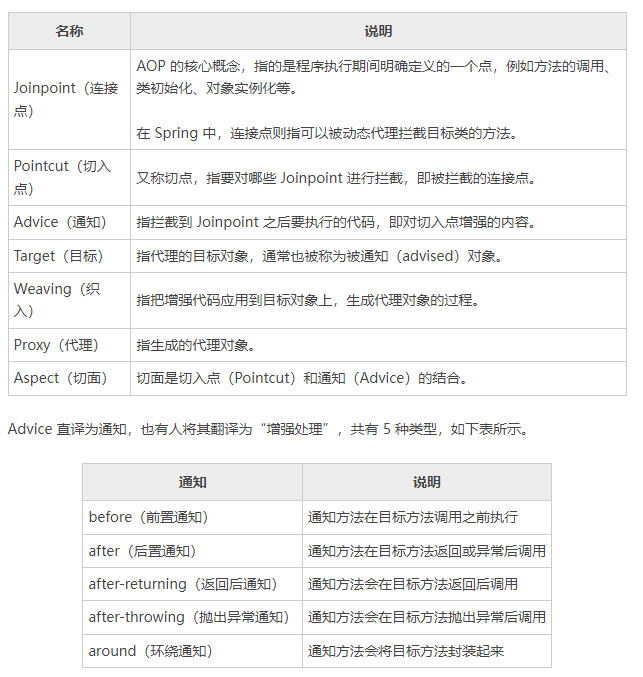 名称 说明
Joinpoint（连接点） AOP 的核心概念，指的是程序执行期间明确定义的一个点，例如方法的调用、
类初始化、对象实例化等。
在 Spring 中，连接点则指可以被动态代理拦截目标类的方法。
Pointcut（切入点） 又称切点，指要对哪些 Joinpoint 进行拦截，即被拦截的连接点。
Advice（通知） 指拦截到 Joinpoint 之后要执行的代码，即对切入点增强的内容。
Target（目标） 指代理的目标对象，通常也被称为被通知（advised）对象。
Weaving（织入） 指把增强代码应用到目标对象上，生成代理对象的过程。
Proxy（代理） 指生成的代理对象。
Aspect（切面） 切面是切入点（Pointcut）和通知（Advice）的结合。
Advice 直译为通知，也有人将其翻译为“增强处理”，共有 5 种类型，如下表所示。
通知 说明
before（前置通知） 通知方法在目标方法调用之前执行
after（后置通知） 通知方法在目标方法返回或异常后调用
after-returning（返回后通知） 通知方法会在目标方法返回后调用
after-throwing（抛出异常通知） 通知方法会在目标方法抛出异常后调用
around（环绕通知） 通知方法会将目标方法封装起来